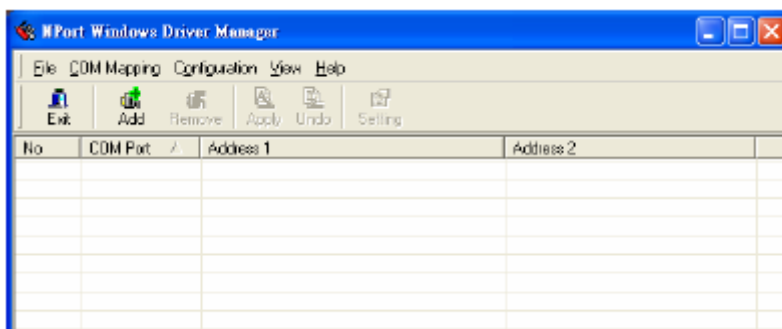 NPort Windows Driver Manager
File COM Mapping Configuration View Help
Exit Add Remove Apply Undo Setting
No COM Port Address 1 Address 2